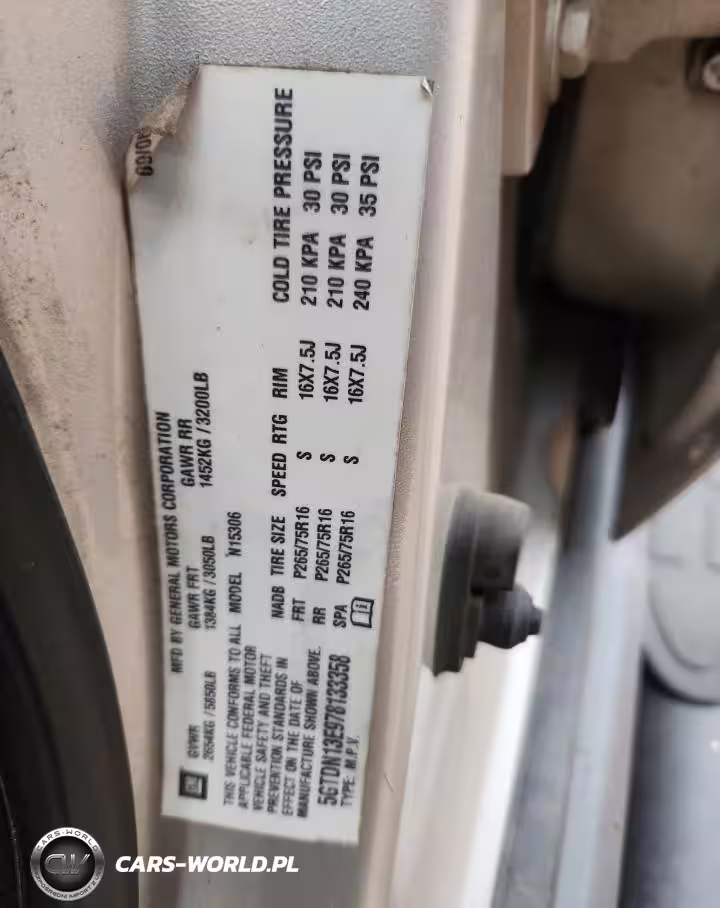 MFD BY GENERAL MOTORS CORPORATION
GVWR GAWR FRT GAWR RR
2654KG / 5850LB 1384KG / 3050LB 1452KG / 3200LB
THIS VEHICLE CONFORMS TO ALL
APPLICABLE FEDERAL MOTOR
VEHICLE SAFETY AND THEFT
PREVENTION STANDARDS IN
EFFECT ON THE DATE OF
MANUFACTURE SHOWN ABOVE.
5GTDN13E978133358
TYPE: M.P.V.
MODEL N15306
NADB TIRE SIZE SPEED RTG RIM COLD TIRE PRESSURE
FRT P265/75R16 S 16X7.5J 210 KPA 30 PSI
RR P265/75R16 S 16X7.5J 210 KPA 30 PSI
SPA P265/75R16 S 16X7.5J 240 KPA 35 PSI
CARS-WORLD
CW
CARS-WORLD.PL